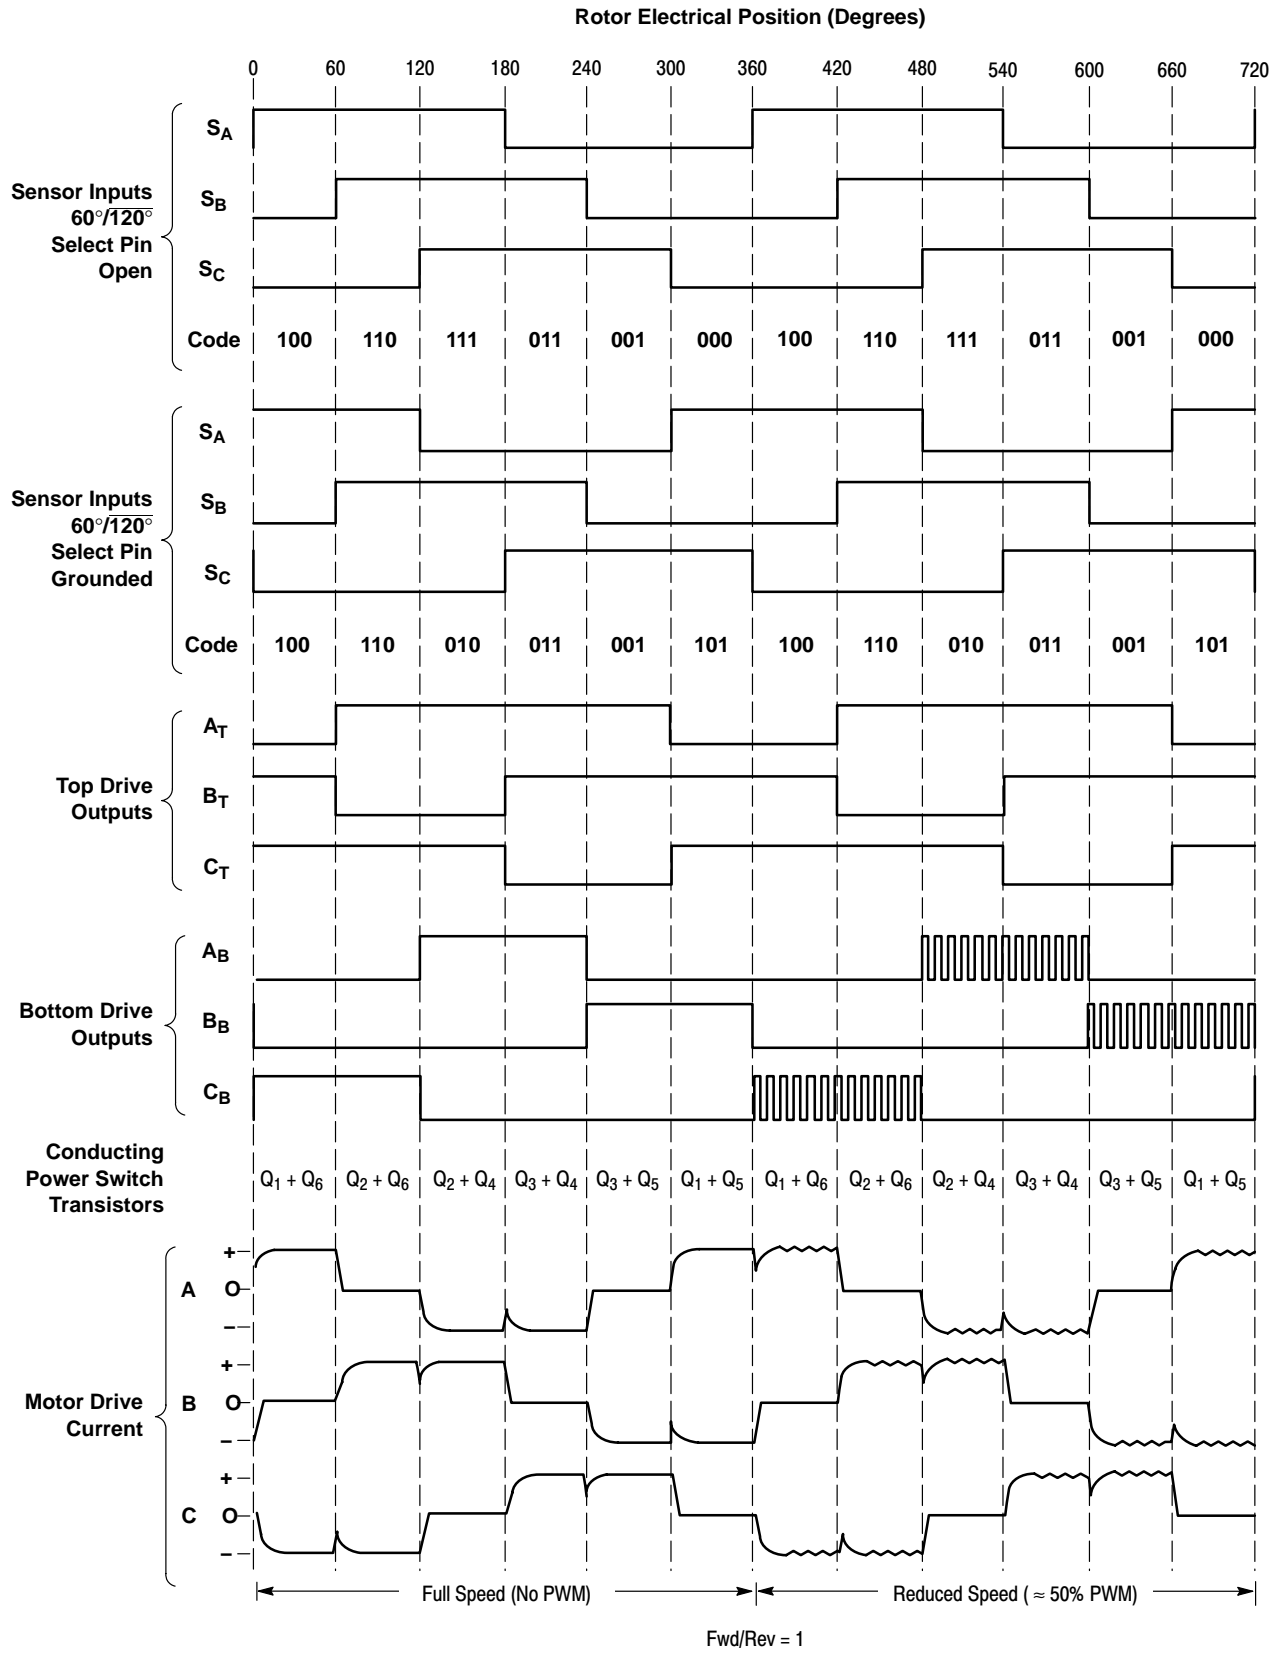 Rotor Electrical Position (Degrees)
0 60 120 180 240 300 360 420 480 540 600 660 720
Sensor Inputs
60°/120°
Select Pin
Open
SA
SB
SC
Code 100 110 111 011 001 000 100 110 111 011 001 000
Sensor Inputs
60°/120°
Select Pin
Grounded
SA
SB
SC
Code 100 110 010 011 001 101 100 110 010 011 001 101
Top Drive
Outputs
AT
BT
CT
Bottom Drive
Outputs
AB
BB
CB
Conducting
Power Switch
Transistors
Q1 + Q6 Q2 + Q6 Q2 + Q4 Q3 + Q4 Q3 + Q5 Q1 + Q5 Q1 + Q6 Q2 + Q6 Q2 + Q4 Q3 + Q4 Q3 + Q5 Q1 + Q5
Motor Drive
Current
+
A O
−
+
B O
−
+
C O
−
Full Speed (No PWM) Reduced Speed ( ≈ 50% PWM)
Fwd/Rev = 1